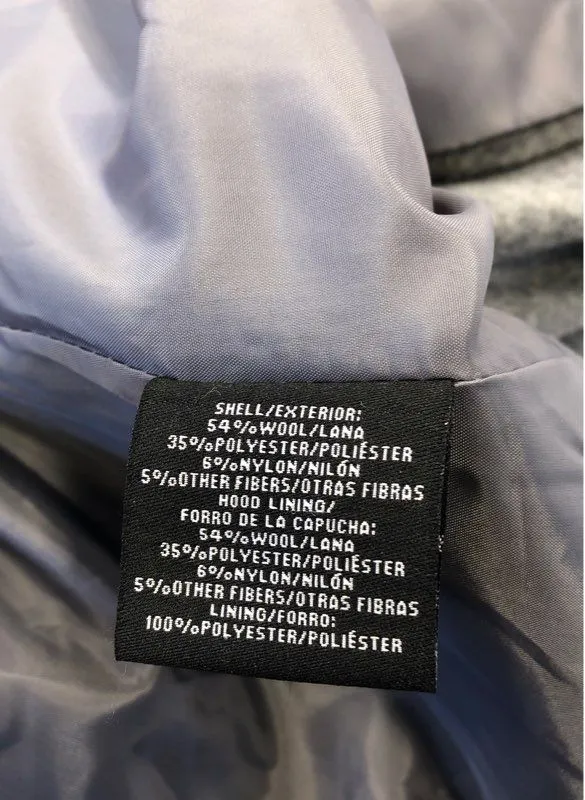 SHELL/EXTERIOR:
54%WOOL/LANA
35%POLYESTER/POLIÉSTER
6%NYLON/NILÓN
5%OTHER FIBERS/OTRAS FIBRAS
HOOD LINING/
FORRO DE LA CAPUCHA:
54%WOOL/LANA
35%POLYESTER/POLIÉSTER
6%NYLON/NILÓN
5%OTHER FIBERS/OTRAS FIBRAS
LINING/FORRO:
100%POLYESTER/POLIÉSTER